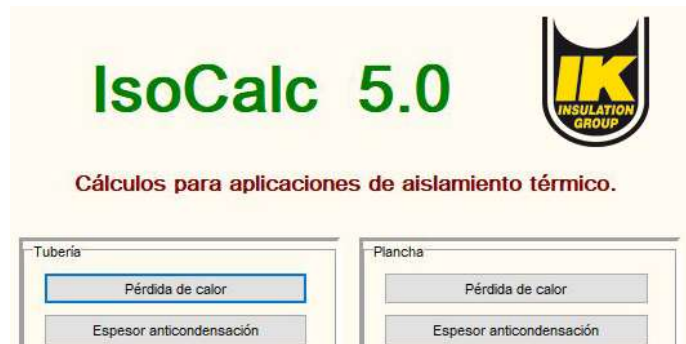 IsoCalc 5.0
IK
INSULATION
GROUP
Cálculos para aplicaciones de aislamiento térmico.
Tubería
Pérdida de calor
Espesor anticondensación
Plancha
Pérdida de calor
Espesor anticondensación